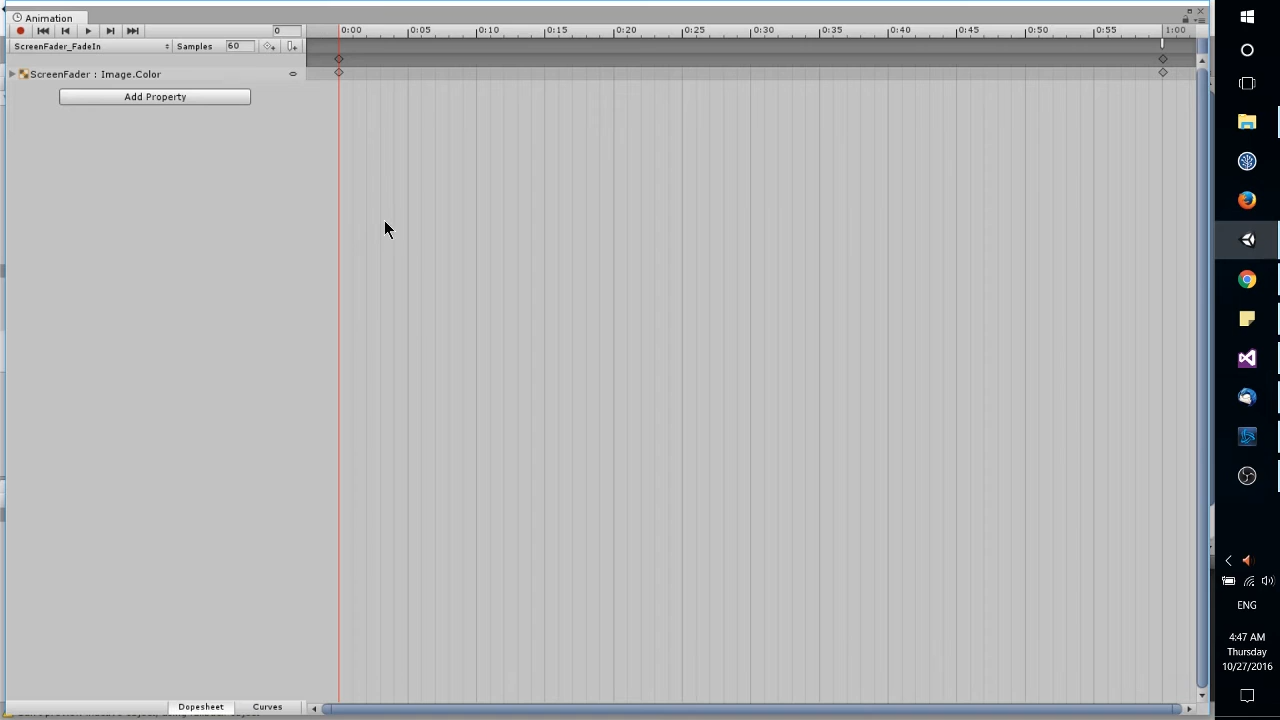 Animation
0
0:00 0:05 0:10 0:15 0:20 0:25 0:30 0:35 0:40 0:45 0:50 0:55 1:00
ScreenFader_FadeIn Samples 60
ScreenFader : Image.Color
Add Property
ENG
4:47 AM
Thursday
10/27/2016
Dopesheet Curves